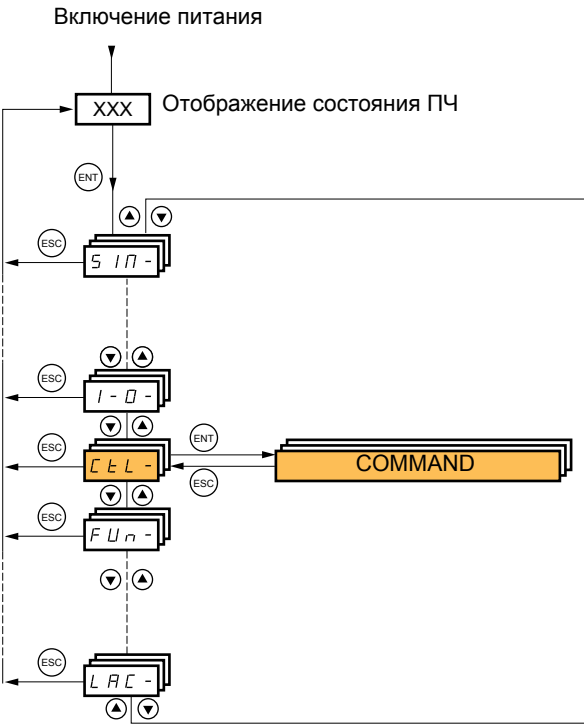 Включение питания
XXX Отображение состояния ПЧ
ENT
ESC
SIM-
ESC
I-O-
ESC
CtL-
ENT
ESC
COMMAND
ESC
FUn-
ESC
LAC-